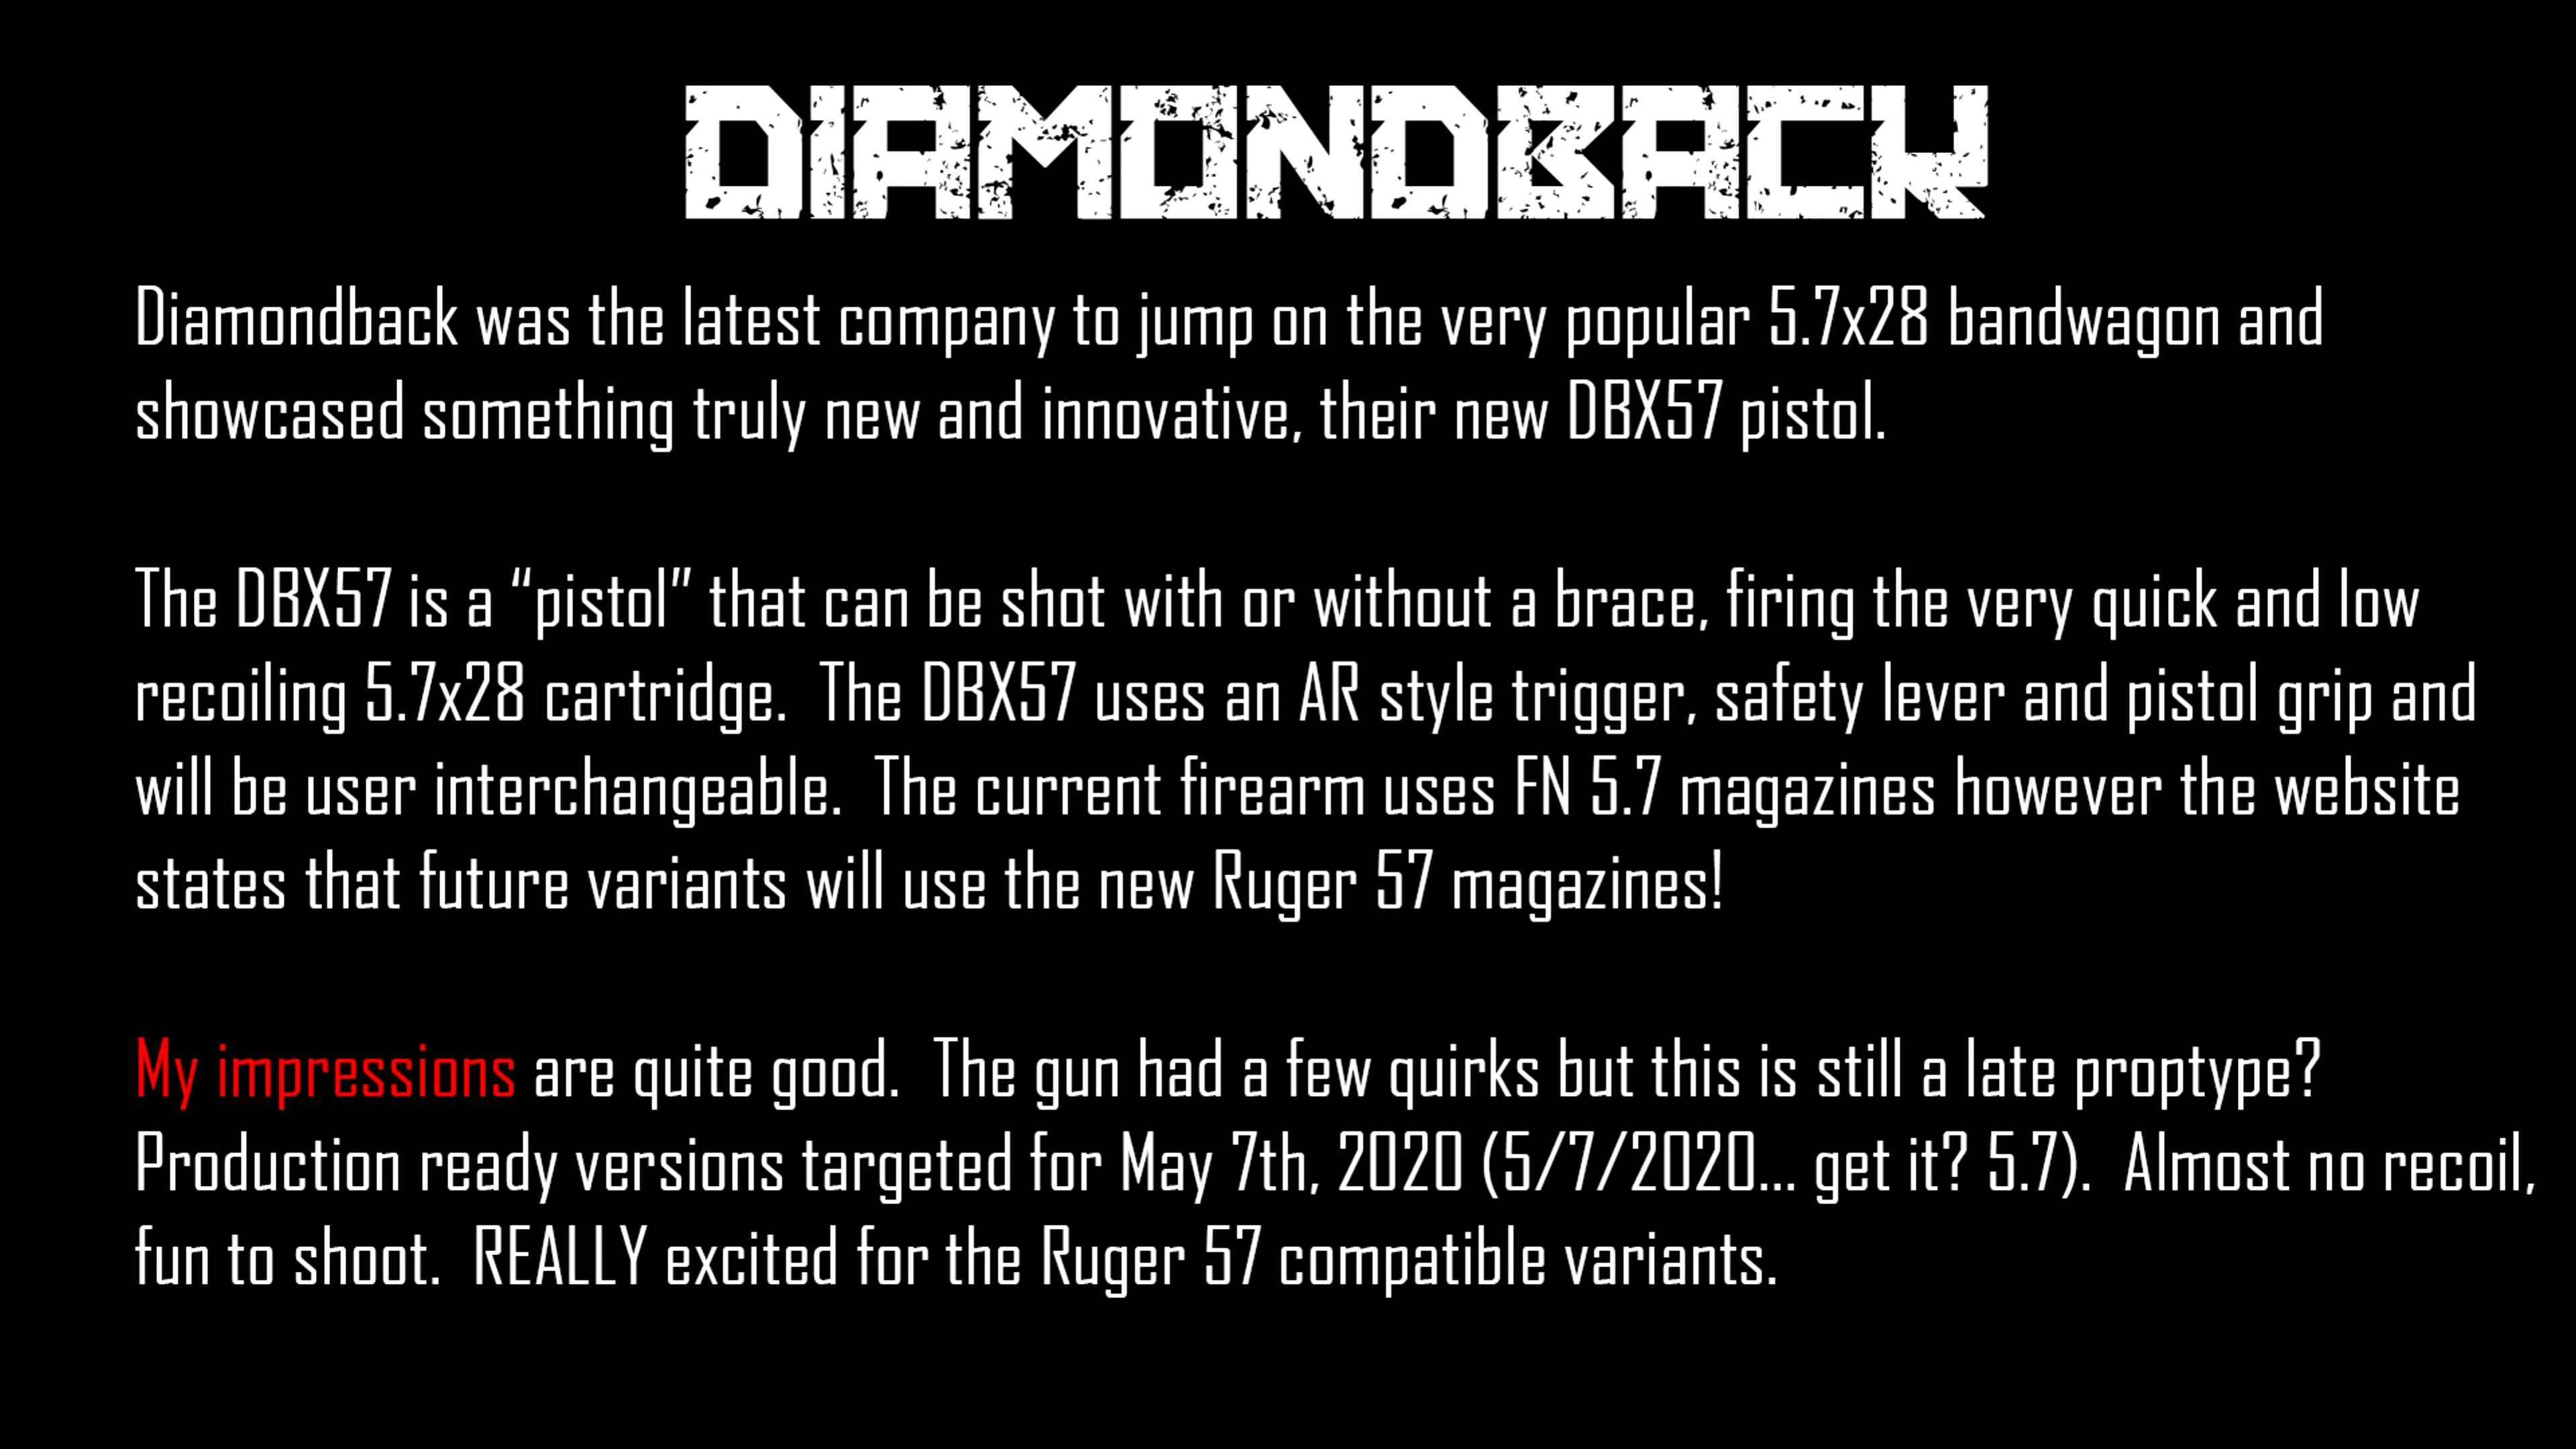 DIAMONDBACK
Diamondback was the latest company to jump on the very popular 5.7x28 bandwagon and
showcased something truly new and innovative, their new DBX57 pistol.
The DBX57 is a “pistol” that can be shot with or without a brace, firing the very quick and low
recoiling 5.7x28 cartridge.  The DBX57 uses an AR style trigger, safety lever and pistol grip and
will be user interchangeable.  The current firearm uses FN 5.7 magazines however the website
states that future variants will use the new Ruger 57 magazines!
My impressions are quite good.  The gun had a few quirks but this is still a late proptype?
Production ready versions targeted for May 7th, 2020 (5/7/2020... get it? 5.7).  Almost no recoil,
fun to shoot.  REALLY excited for the Ruger 57 compatible variants.